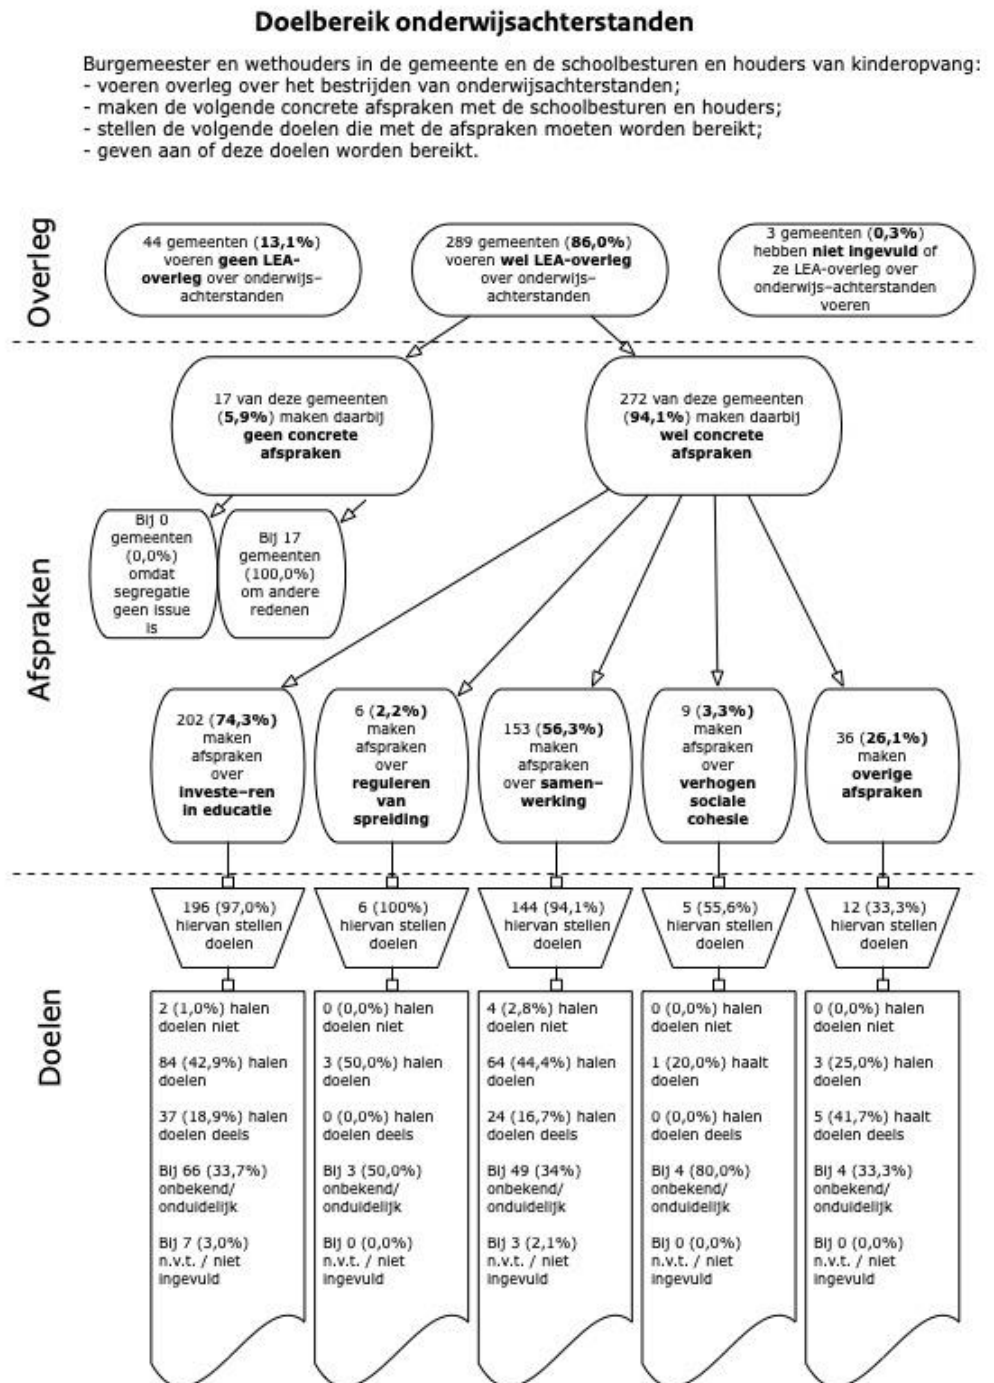 Doelbereik onderwijsachterstanden
Burgemeester en wethouders in de gemeente en de schoolbesturen en houders van kinderopvang:
- voeren overleg over het bestrijden van onderwijsachterstanden;
- maken de volgende concrete afspraken met de schoolbesturen en houders;
- stellen de volgende doelen die met de afspraken moeten worden bereikt;
- geven aan of deze doelen worden bereikt.
Overleg
44 gemeenten (13,1%)
voeren geen LEA-
overleg over onderwijs-
achterstanden
289 gemeenten (86,0%)
voeren wel LEA-overleg
over onderwijs-
achterstanden
3 gemeenten (0,3%)
hebben niet ingevuld of
ze LEA-overleg over
onderwijs-achterstanden
voeren
Afspraken
17 van deze gemeenten
(5,9%) maken daarbij
geen concrete
afspraken
272 van deze gemeenten
(94,1%) maken daarbij
wel concrete
afspraken
Bij 0
gemeenten
(0,0%)
omdat
segregatie
geen issue
is
Bij 17
gemeenten
(100,0%)
om andere
redenen
202 (74,3%)
maken
afspraken
over
investe-ren
in educatie
6 (2,2%)
maken
afspraken
over
reguleren
van
spreiding
153 (56,3%)
maken
afspraken
over samen-
werking
9 (3,3%)
maken
afspraken
over
verhogen
sociale
cohesie
36 (26,1%)
maken
overige
afspraken
Doelen
196 (97,0%)
hiervan stellen
doelen
6 (100%)
hiervan stellen
doelen
144 (94,1%)
hiervan stellen
doelen
5 (55,6%)
hiervan stellen
doelen
12 (33,3%)
hiervan stellen
doelen
2 (1,0%) halen
doelen niet
84 (42,9%) halen
doelen
37 (18,9%) halen
doelen deels
Bij 66 (33,7%)
onbekend/
onduidelijk
Bij 7 (3,0%)
n.v.t. / niet
ingevuld
0 (0,0%) halen
doelen niet
3 (50,0%) halen
doelen
0 (0,0%) halen
doelen deels
Bij 3 (50,0%)
onbekend/
onduidelijk
Bij 0 (0,0%)
n.v.t. / niet
ingevuld
4 (2,8%) halen
doelen niet
64 (44,4%) halen
doelen
24 (16,7%) halen
doelen deels
Bij 49 (34%)
onbekend/
onduidelijk
Bij 3 (2,1%)
n.v.t. / niet
ingevuld
0 (0,0%) halen
doelen niet
1 (20,0%) haalt
doelen
0 (0,0%) halen
doelen deels
Bij 4 (80,0%)
onbekend/
onduidelijk
Bij 0 (0,0%)
n.v.t. / niet
ingevuld
0 (0,0%) halen
doelen niet
3 (25,0%) halen
doelen
5 (41,7%) haalt
doelen deels
Bij 4 (33,3%)
onbekend/
onduidelijk
Bij 0 (0,0%)
n.v.t. / niet
ingevuld